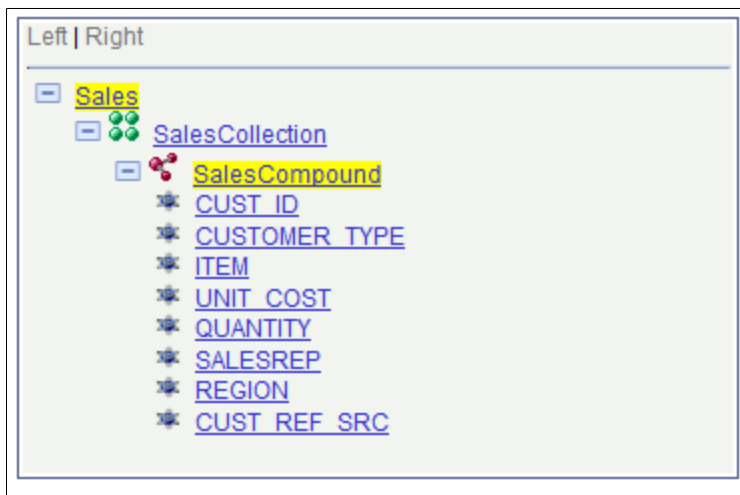 Left | Right
Sales
SalesCollection
SalesCompound
CUST_ID
CUSTOMER_TYPE
ITEM
UNIT_COST
QUANTITY
SALESREP
REGION
CUST_REF_SRC